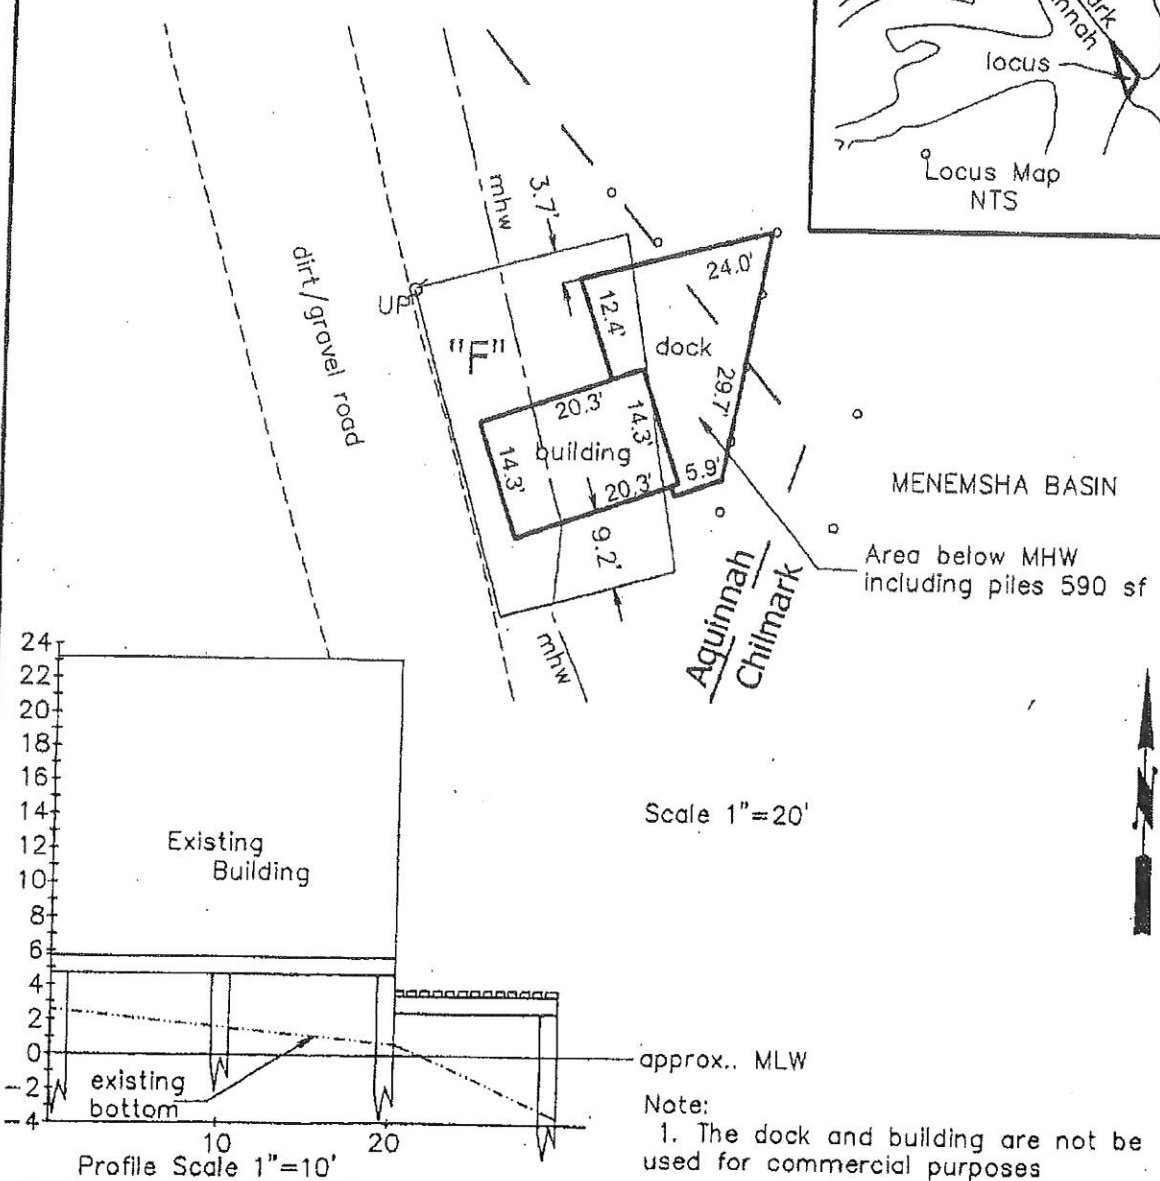 ark
nnah
locus
Locus Map
NTS
mhw
3.7'
24.0'
dirt/gravel road
UP
12.4'
"F"
dock
29.7'
20.3'
14.3'
building
14.3'
20.3'
5.9'
MENEMSHA BASIN
9.2'
Area below MHW
including piles 590 sf
Aquinnah
Chilmark
mhw
24
22
20
18
16
14
12
10
8
6
4
2
0
-2
-4
Scale 1"=20'
N
Existing
Building
approx.. MLW
existing
bottom
10
20
Profile Scale 1"=10'
Note:
1. The dock and building are not be
used for commercial purposes